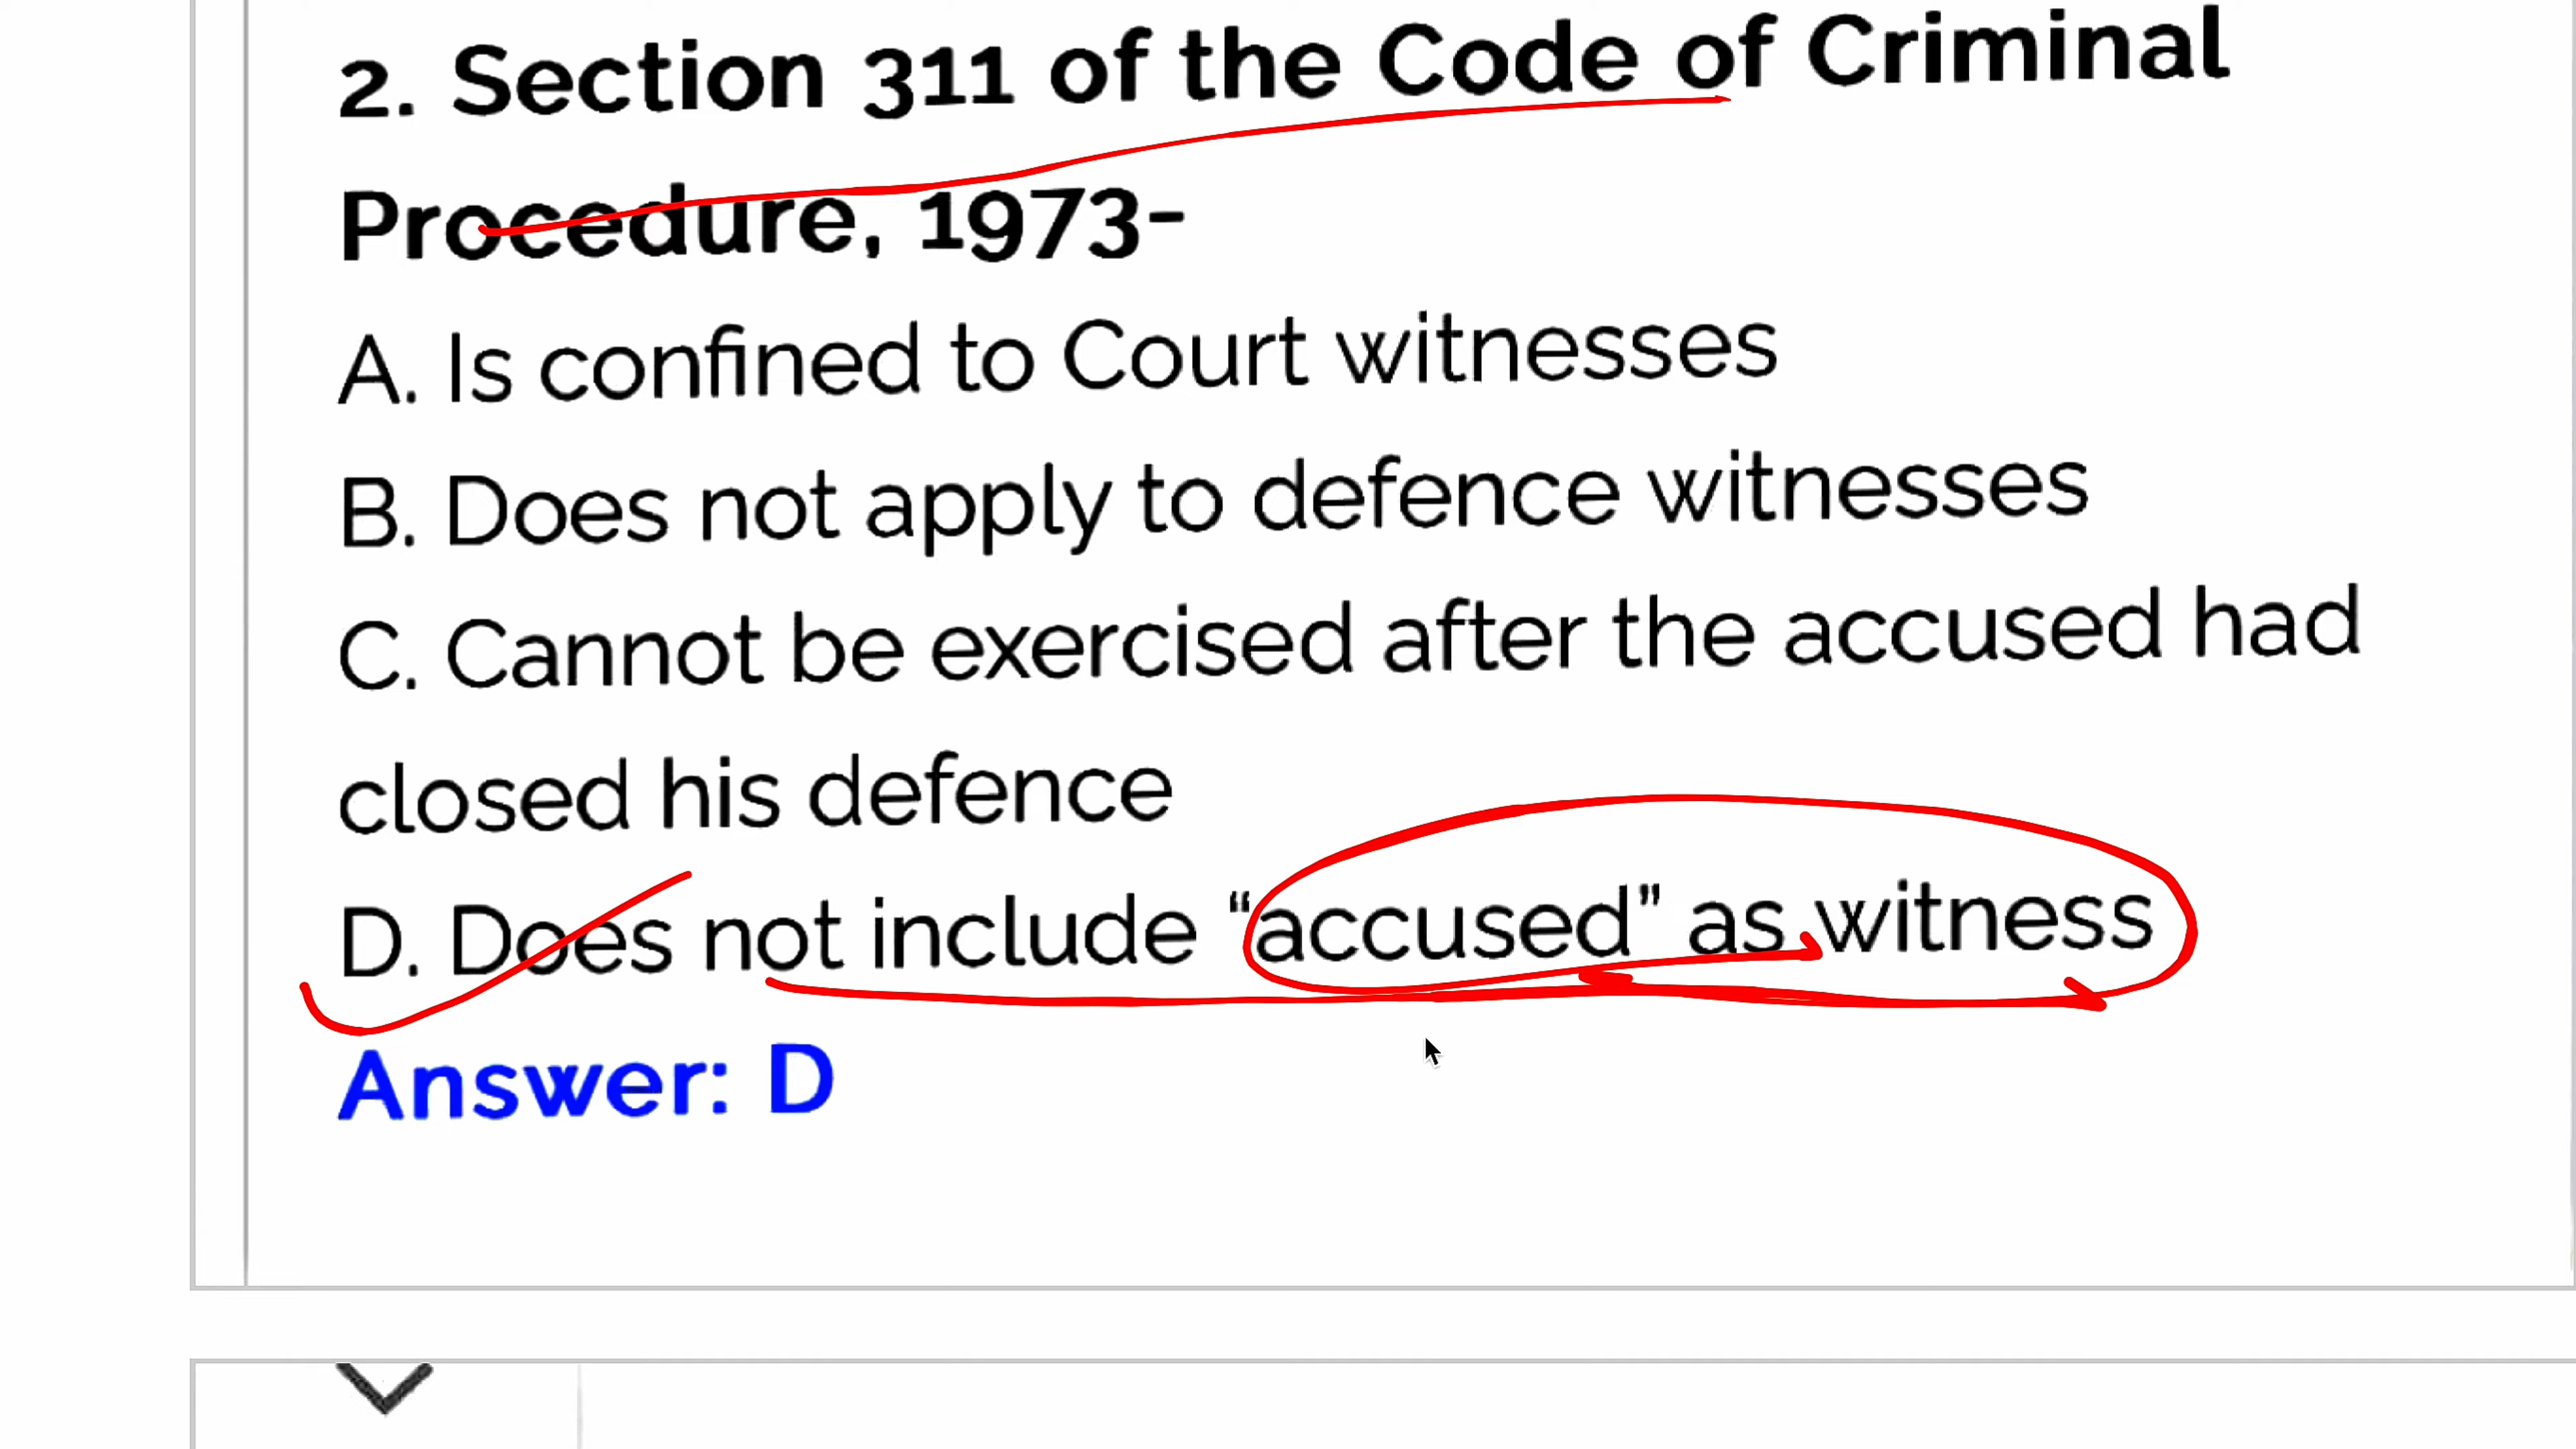 2. Section 311 of the Code of Criminal
Procedure, 1973-
A. Is confined to Court witnesses
B. Does not apply to defence witnesses
C. Cannot be exercised after the accused had
closed his defence
D. Does not include “accused” as witness
Answer: D